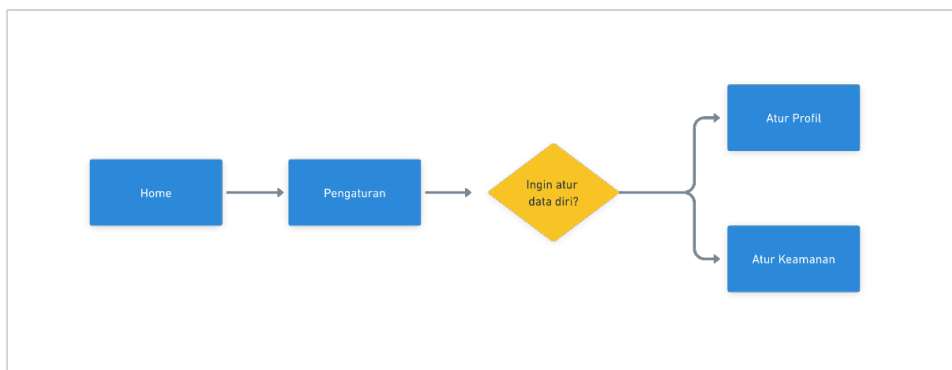 Home
Pengaturan
Ingin atur
data diri?
Atur Profil
Atur Keamanan